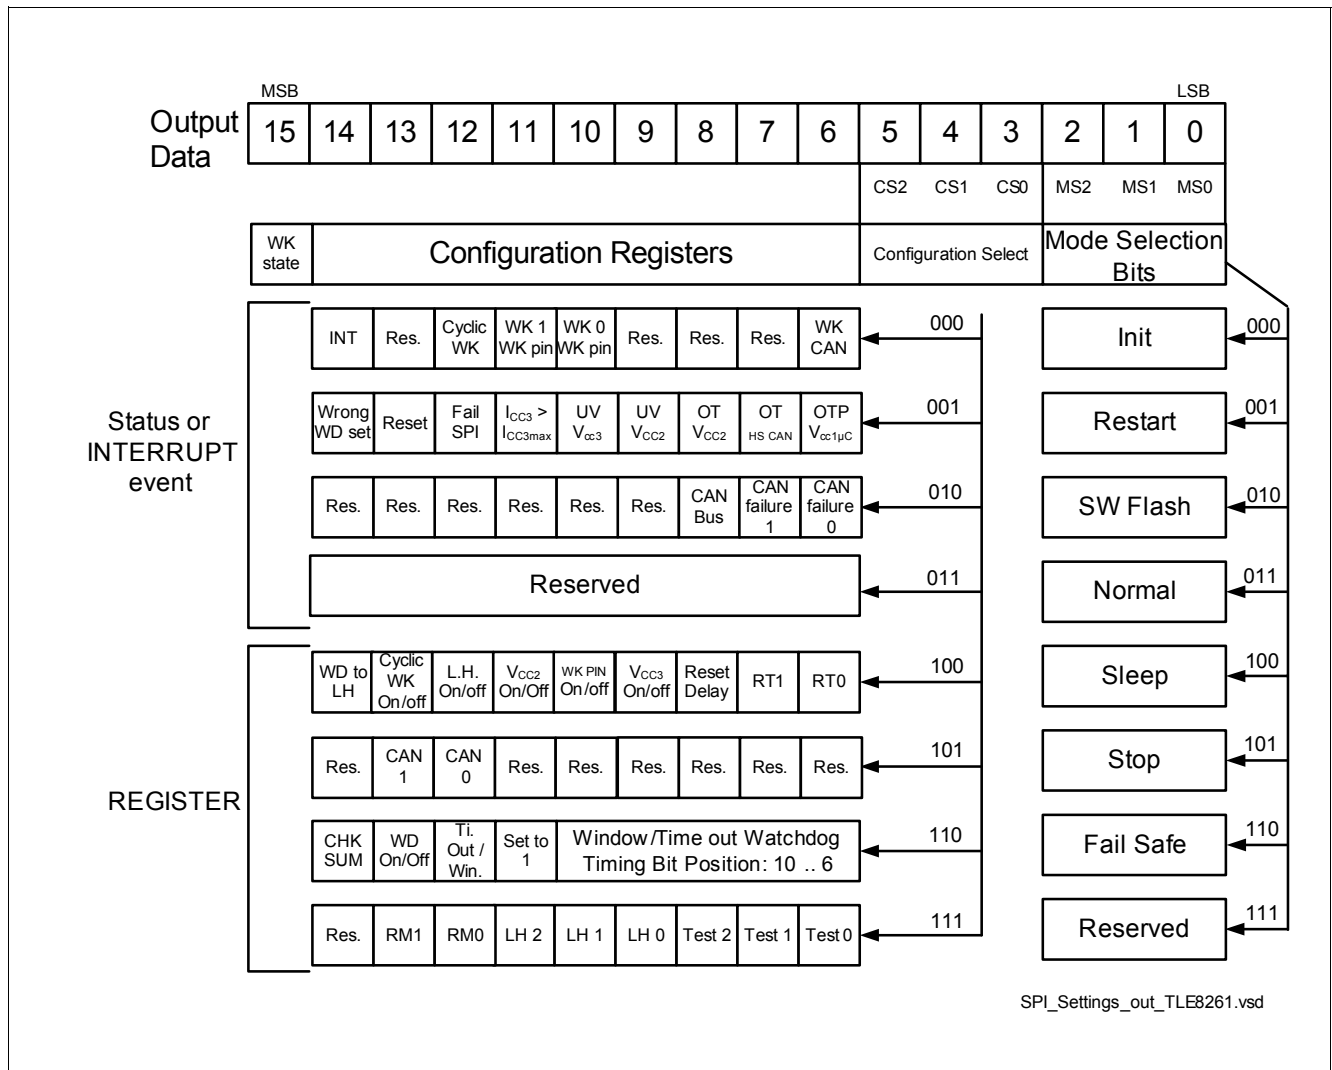 MSB LSB
Output Data 15 14 13 12 11 10 9 8 7 6 5 4 3 2 1 0
CS2 CS1 CS0 MS2 MS1 MS0
WK state Configuration Registers Configuration Select Mode Selection Bits
Status or INTERRUPT event
INT Res. Cyclic WK WK 1 WK pin WK 0 WK pin Res. Res. Res. WK CAN 000 Init 000
Wrong WD set Reset Fail SPI ICC3 > ICC3max UV Vcc3 UV VCC2 OT VCC2 OT HS CAN OTP Vcc1µC 001 Restart 001
Res. Res. Res. Res. Res. Res. CAN Bus CAN failure 1 CAN failure 0 010 SW Flash 010
Reserved 011 Normal 011
REGISTER
WD to LH Cyclic WK On/off L.H. On/off VCC2 On/Off WK PIN On/off VCC3 On/off Reset Delay RT1 RT0 100 Sleep 100
Res. CAN 1 CAN 0 Res. Res. Res. Res. Res. Res. 101 Stop 101
CHK SUM WD On/Off Ti. Out / Win. Set to 1 Window/Time out Watchdog Timing Bit Position: 10 .. 6 110 Fail Safe 110
Res. RM1 RM0 LH 2 LH 1 LH 0 Test 2 Test 1 Test 0 111 Reserved 111
SPI_Settings_out_TLE8261.vsd